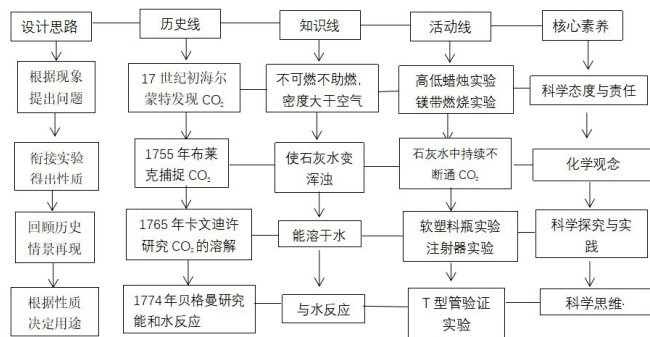 设计思路
历史线
知识线
活动线
核心素养
根据现象
提出问题
17 世纪初海尔
蒙特发现 CO₂
不可燃不助燃，
密度大于空气
高低蜡烛实验
镁带燃烧实验
科学态度与责任
衔接实验
得出性质
1755 年布莱
克捕捉 CO₂
使石灰水变
浑浊
石灰水中持续不
断通 CO₂
化学观念
回顾历史
情景再现
1765 年卡文迪许
研究 CO₂ 的溶解
能溶于水
软塑料瓶实验
注射器实验
科学探究与实
践
根据性质
决定用途
1774 年贝格曼研究
能和水反应
与水反应
T 型管验证
实验
科学思维·